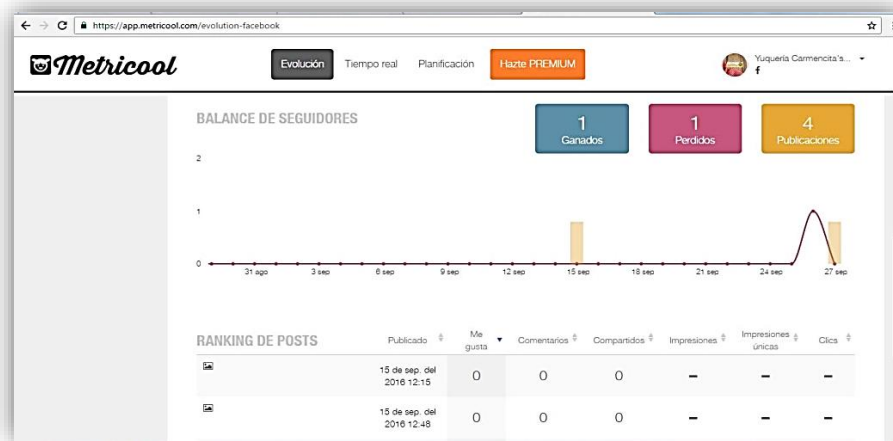 https://app.metricool.com/evolution-facebook
Metricool
Evolución Tiempo real Planificación Hazte PREMIUM
Yuquería Carmencita's...
BALANCE DE SEGUIDORES
1
Ganados
1
Perdidos
4
Publicaciones
2
1
0
31 ago 3 sep 6 sep 9 sep 12 sep 15 sep 18 sep 21 sep 24 sep 27 sep
RANKING DE POSTS
Publicado
Me
gusta
Comentarios
Compartidos
Impresiones
Impresiones
únicas
Clics
15 de sep. del
2016 12:15
0 0 0 – – –
15 de sep. del
2016 12:48
0 0 0 – – –